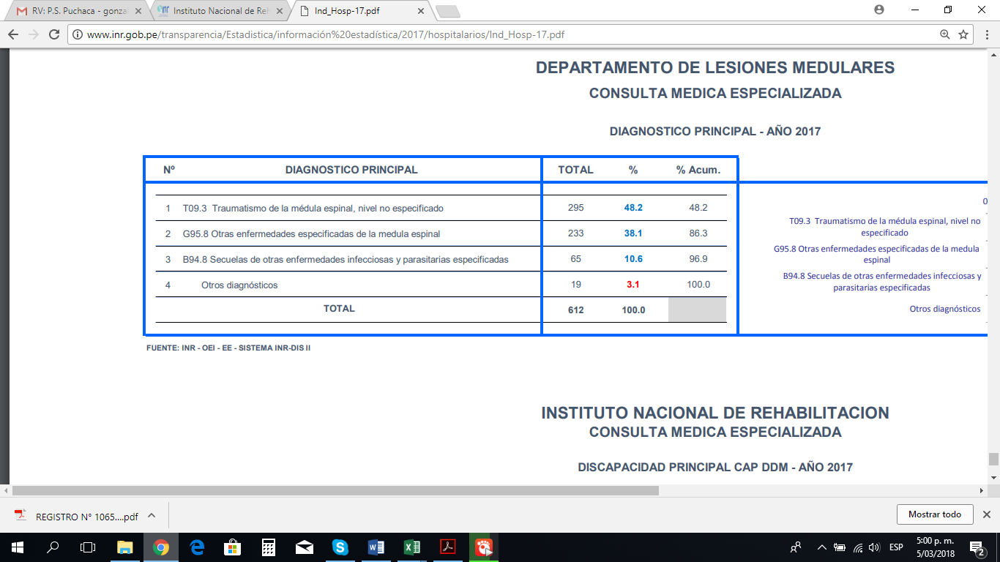 RV: P.S. Puchaca - gonza
Instituto Nacional de Reh
Ind_Hosp-17.pdf
www.inr.gob.pe/transparencia/Estadistica/información%20estadística/2017/hospitalarios/Ind_Hosp-17.pdf
DEPARTAMENTO DE LESIONES MEDULARES
CONSULTA MEDICA ESPECIALIZADA
DIAGNOSTICO PRINCIPAL - AÑO 2017
Nº DIAGNOSTICO PRINCIPAL TOTAL % % Acum.
1 T09.3 Traumatismo de la médula espinal, nivel no especificado 295 48.2 48.2
2 G95.8 Otras enfermedades especificadas de la medula espinal 233 38.1 86.3
3 B94.8 Secuelas de otras enfermedades infecciosas y parasitarias especificadas 65 10.6 96.9
4 Otros diagnósticos 19 3.1 100.0
TOTAL 612 100.0
0
T09.3 Traumatismo de la médula espinal, nivel no
especificado
G95.8 Otras enfermedades especificadas de la medula
espinal
B94.8 Secuelas de otras enfermedades infecciosas y
parasitarias especificadas
Otros diagnósticos
FUENTE: INR - OEI - EE - SISTEMA INR-DIS II
INSTITUTO NACIONAL DE REHABILITACION
CONSULTA MEDICA ESPECIALIZADA
DISCAPACIDAD PRINCIPAL CAP DDM - AÑO 2017
REGISTRO N° 1065....pdf
Mostrar todo
ESP
5:00 p. m.
5/03/2018
2